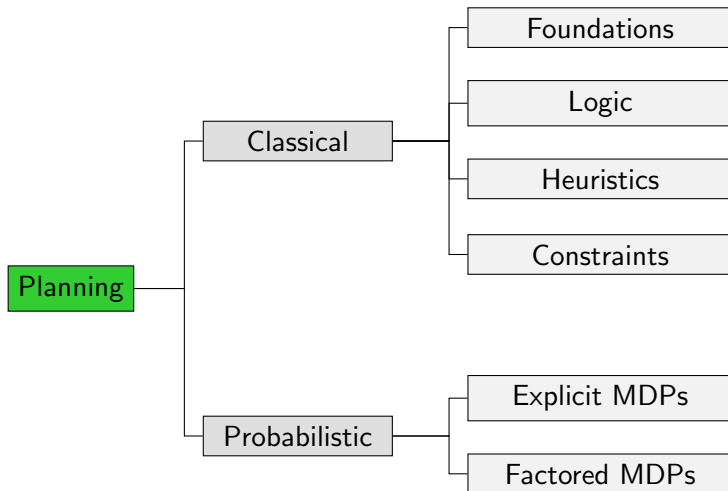 Foundations
Logic
Classical
Heuristics
Constraints
Planning
Explicit MDPs
Probabilistic
Factored MDPs